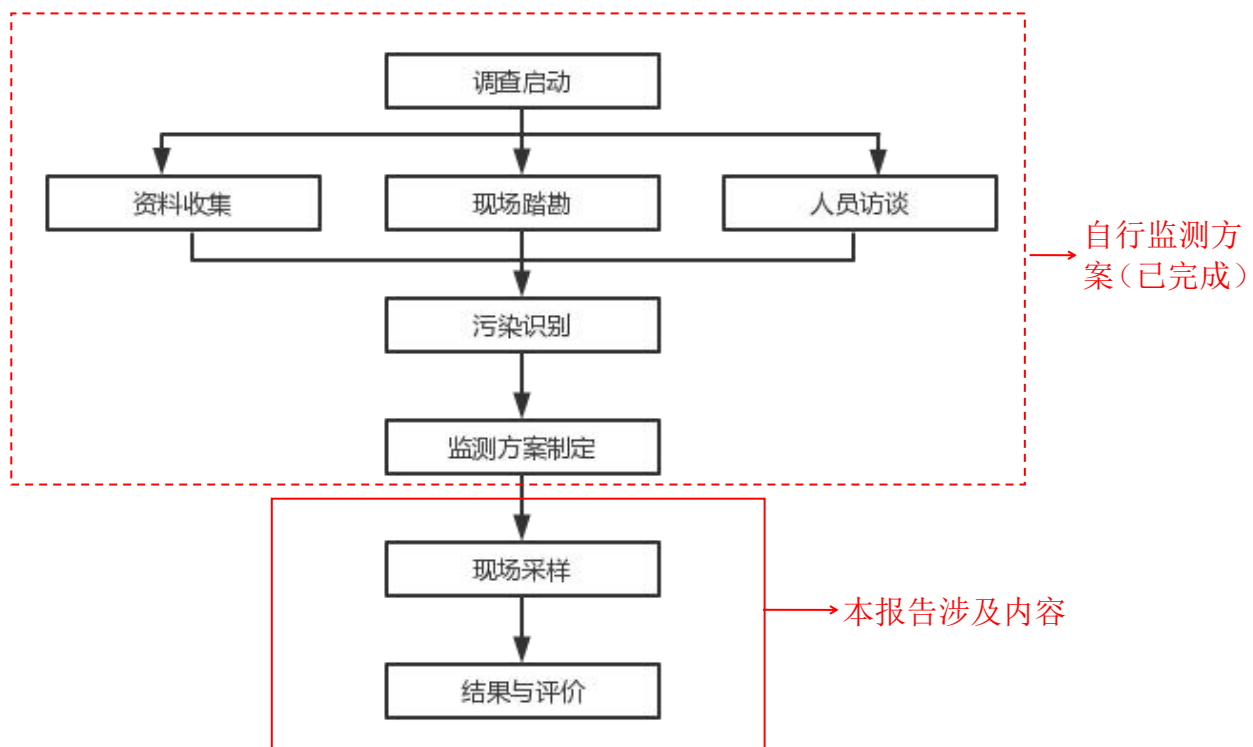 调查启动
资料收集
现场踏勘
人员访谈
自行监测方
案（已完成）
污染识别
监测方案制定
现场采样
本报告涉及内容
结果与评价